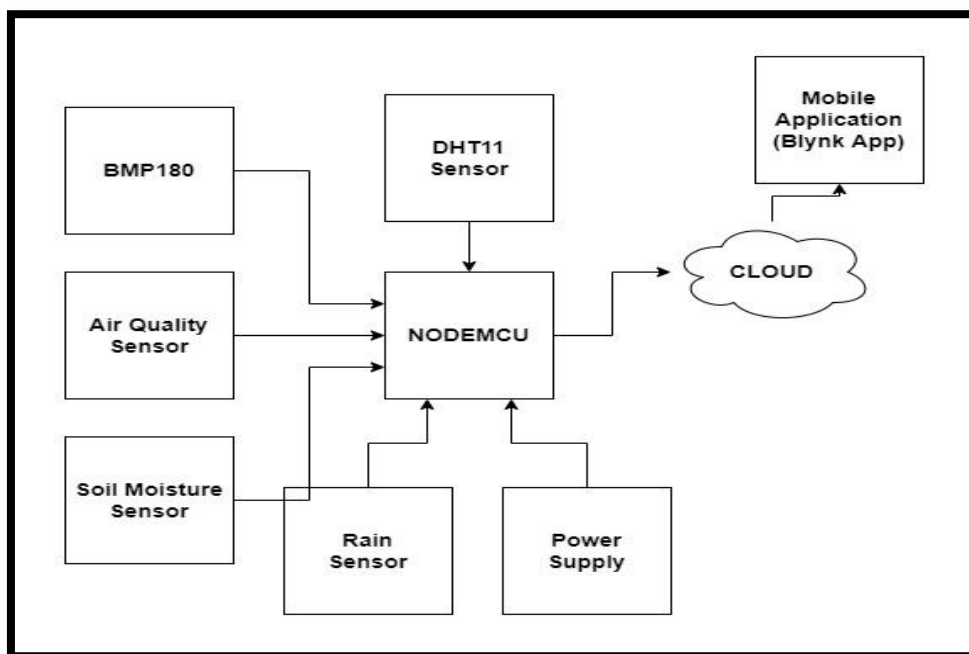 Mobile
Application
(Blynk App)
BMP180
DHT11
Sensor
CLOUD
Air Quality
Sensor
NODEMCU
Soil Moisture
Sensor
Rain
Sensor
Power
Supply